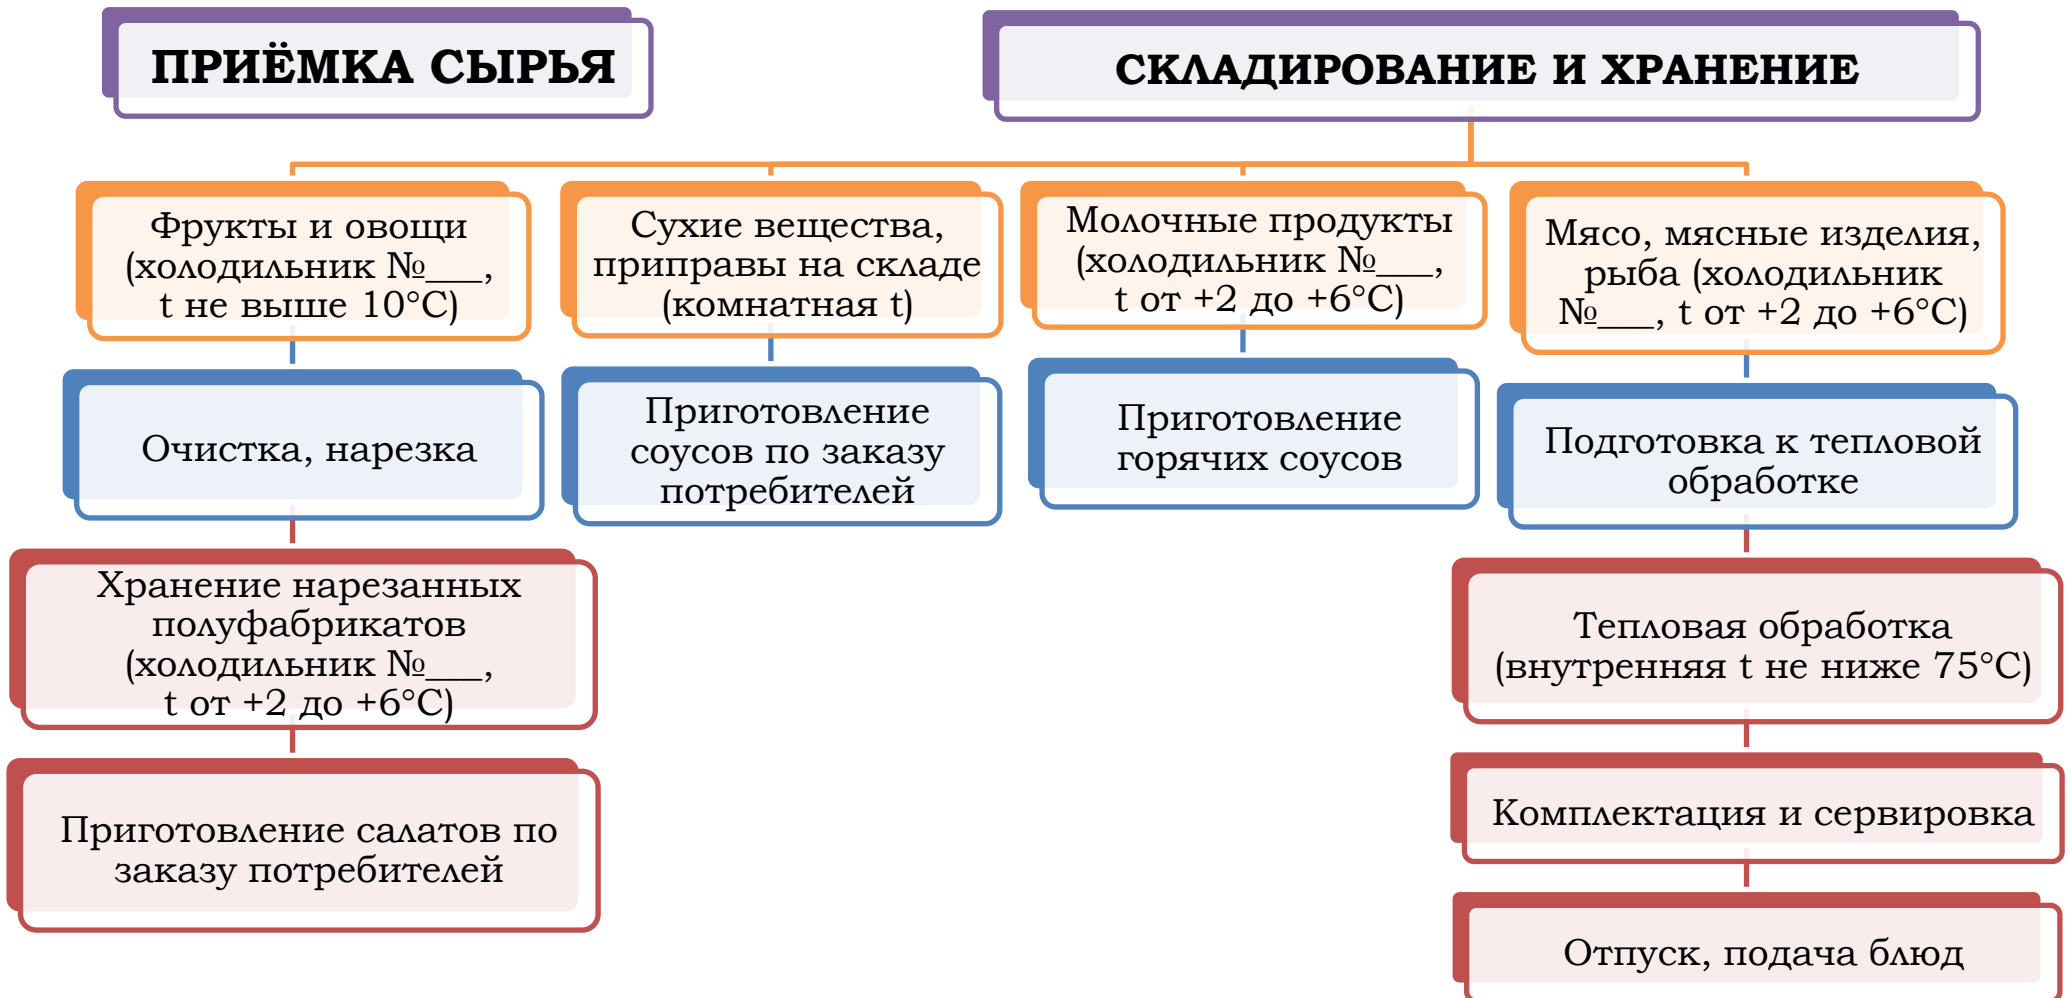 ПРИЁМКА СЫРЬЯ
СКЛАДИРОВАНИЕ И ХРАНЕНИЕ
Фрукты и овощи
(холодильник №___,
t не выше 10°C)
Сухие вещества,
приправы на складе
(комнатная t)
Молочные продукты
(холодильник №___,
t от +2 до +6°C)
Мясо, мясные изделия,
рыба (холодильник
№___, t от +2 до +6°C)
Очистка, нарезка
Приготовление
соусов по заказу
потребителей
Приготовление
горячих соусов
Подготовка к тепловой
обработке
Хранение нарезанных
полуфабрикатов
(холодильник №___,
t от +2 до +6°C)
Тепловая обработка
(внутренняя t не ниже 75°C)
Приготовление салатов по
заказу потребителей
Комплектация и сервировка
Отпуск, подача блюд